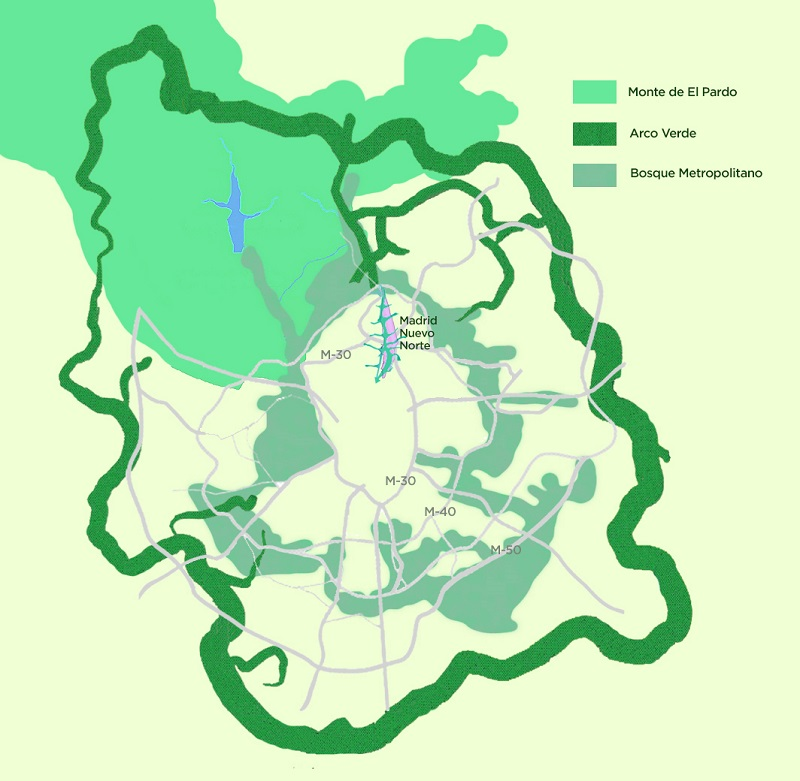 Monte de El Pardo
Arco Verde
Bosque Metropolitano
Madrid
Nuevo
Norte
M-30
M-30
M-40
M-50